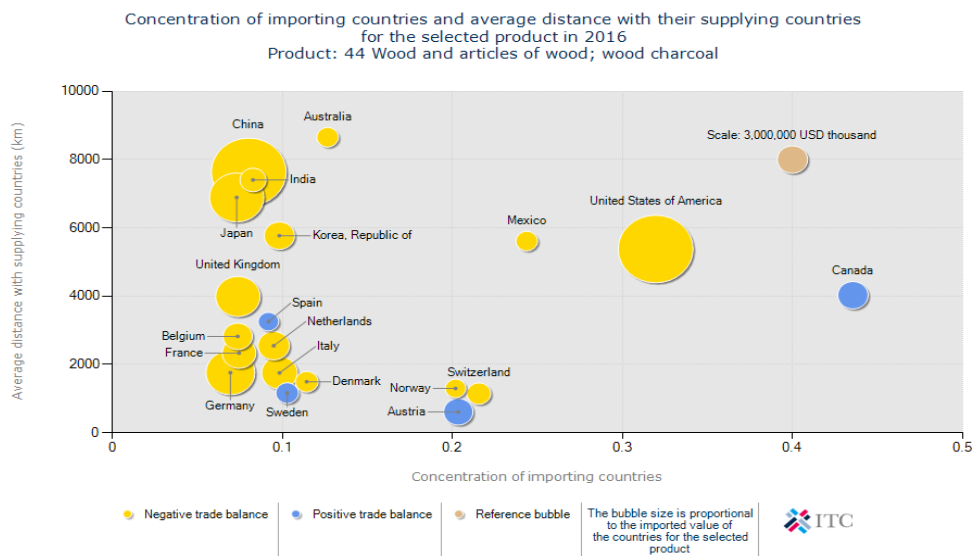 Concentration of importing countries and average distance with their supplying countries
for the selected product in 2016
Product: 44 Wood and articles of wood; wood charcoal
Average distance with supplying countries (km)
10000
8000
6000
4000
2000
0
Australia
China
Scale: 3,000,000 USD thousand
India
United States of America
Mexico
Japan
Korea, Republic of
United Kingdom
Canada
Spain
Netherlands
Belgium
Italy
France
Switzerland
Denmark
Norway
Germany
Sweden
Austria
0
0.1
0.2
0.3
0.4
0.5
Concentration of importing countries
Negative trade balance
Positive trade balance
Reference bubble
The bubble size is proportional
to the imported value of
the countries for the selected
product
ITC